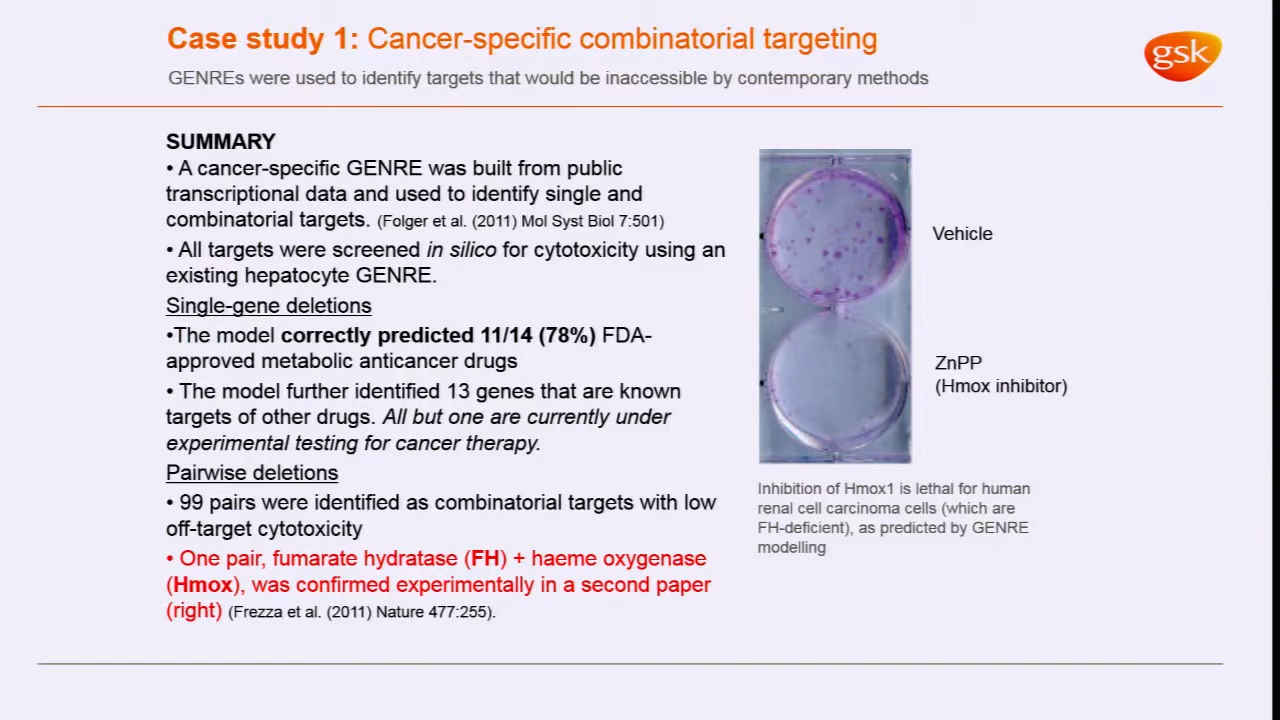 Case study 1: Cancer-specific combinatorial targeting
gsk
GENREs were used to identify targets that would be inaccessible by contemporary methods
SUMMARY
• A cancer-specific GENRE was built from public
transcriptional data and used to identify single and
combinatorial targets. (Folger et al. (2011) Mol Syst Biol 7:501)
• All targets were screened in silico for cytotoxicity using an
existing hepatocyte GENRE.
Single-gene deletions
•The model correctly predicted 11/14 (78%) FDA-
approved metabolic anticancer drugs
• The model further identified 13 genes that are known
targets of other drugs. All but one are currently under
experimental testing for cancer therapy.
Pairwise deletions
• 99 pairs were identified as combinatorial targets with low
off-target cytotoxicity
• One pair, fumarate hydratase (FH) + haeme oxygenase
(Hmox), was confirmed experimentally in a second paper
(right) (Frezza et al. (2011) Nature 477:255).
Vehicle
ZnPP
(Hmox inhibitor)
Inhibition of Hmox1 is lethal for human
renal cell carcinoma cells (which are
FH-deficient), as predicted by GENRE
modelling